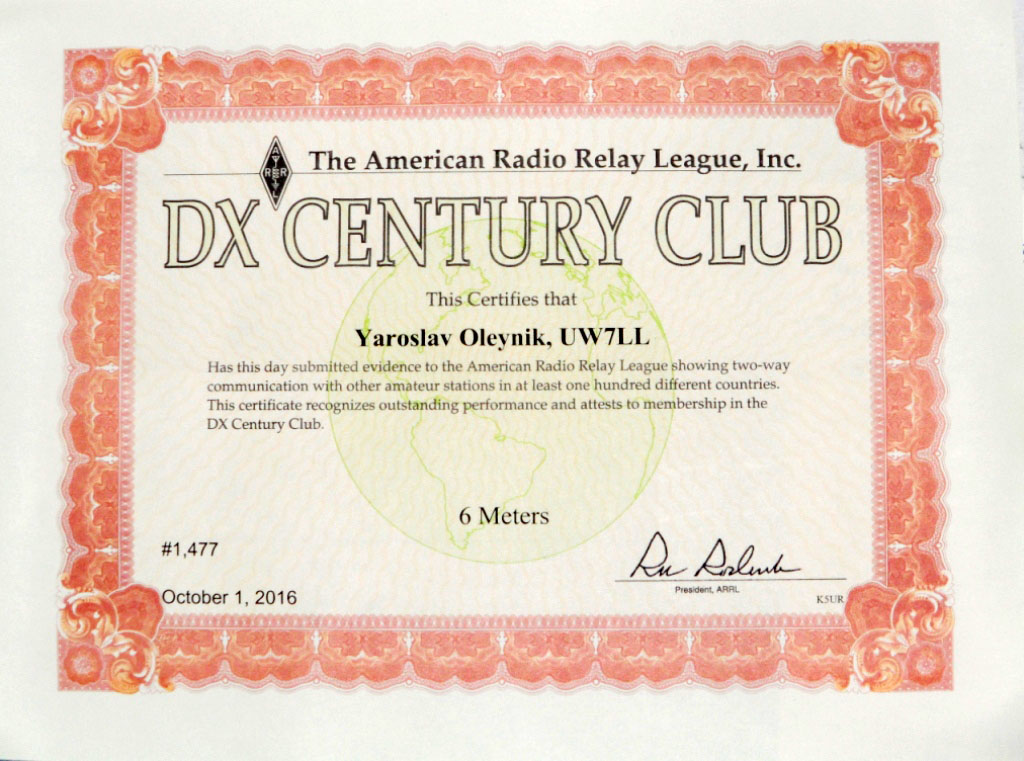 The American Radio Relay League, Inc.
A
R R
R E
L
DX CENTURY CLUB
This Certifies that
Yaroslav Oleynik, UW7LL
Has this day submitted evidence to the American Radio Relay League showing two-way
communication with other amateur stations in at least one hundred different countries.
This certificate recognizes outstanding performance and attests to membership in the
DX Century Club.
6 Meters
#1,477
October 1, 2016
President, ARRL
K5UR